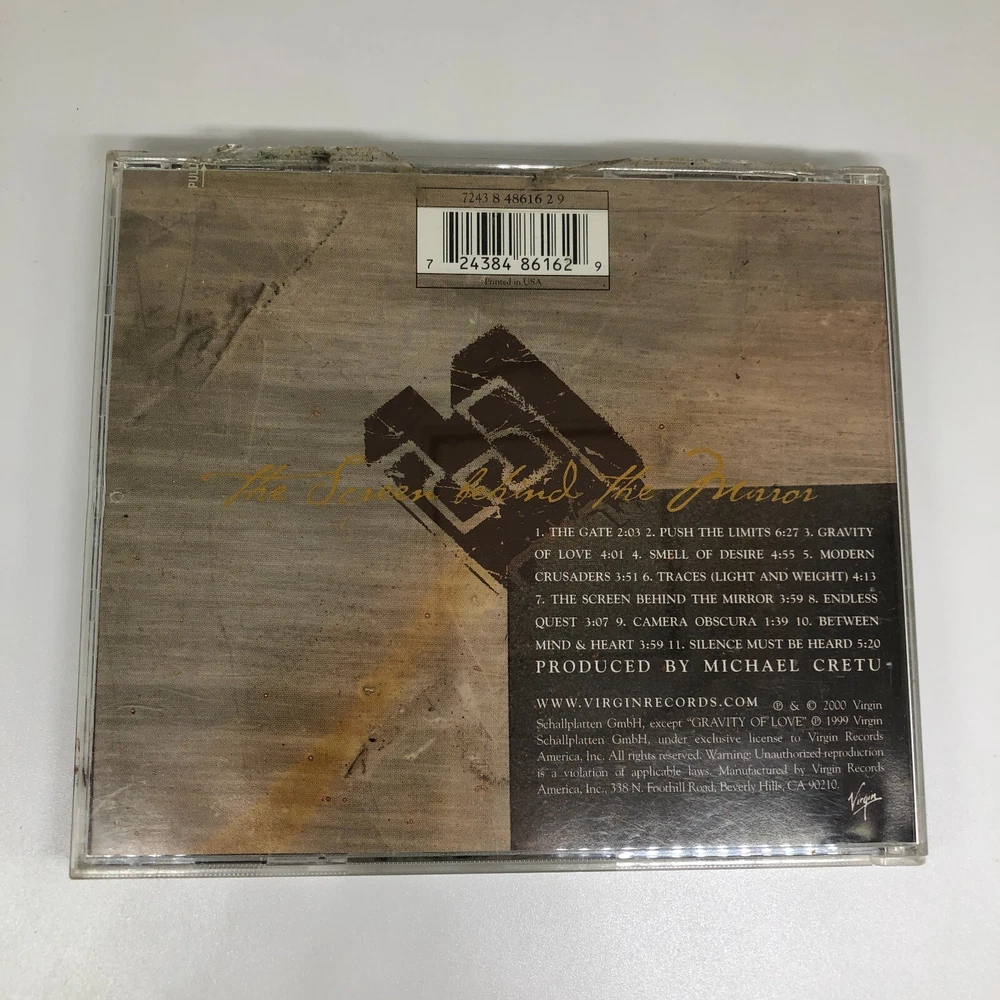 PULL
7243 8 48616 2 9
7 24384 86162 9
Printed in USA
The Screen behind the Mirror
1. THE GATE 2:03 2. PUSH THE LIMITS 6:27 3. GRAVITY
OF LOVE 4:01 4. SMELL OF DESIRE 4:55 5. MODERN
CRUSADERS 3:51 6. TRACES (LIGHT AND WEIGHT) 4:13
7. THE SCREEN BEHIND THE MIRROR 3:59 8. ENDLESS
QUEST 3:07 9. CAMERA OBSCURA 1:39 10. BETWEEN
MIND & HEART 3:59 11. SILENCE MUST BE HEARD 5:20
PRODUCED BY MICHAEL CRETU
WWW.VIRGINRECORDS.COM ℗ & © 2000 Virgin
Schallplatten GmbH, except "GRAVITY OF LOVE" ℗ 1999 Virgin
Schallplatten GmbH, under exclusive license to Virgin Records
America, Inc. All rights reserved. Warning: Unauthorized reproduction
is a violation of applicable laws. Manufactured by Virgin Records
America, Inc., 338 N. Foothill Road, Beverly Hills, CA 90210.
Virgin